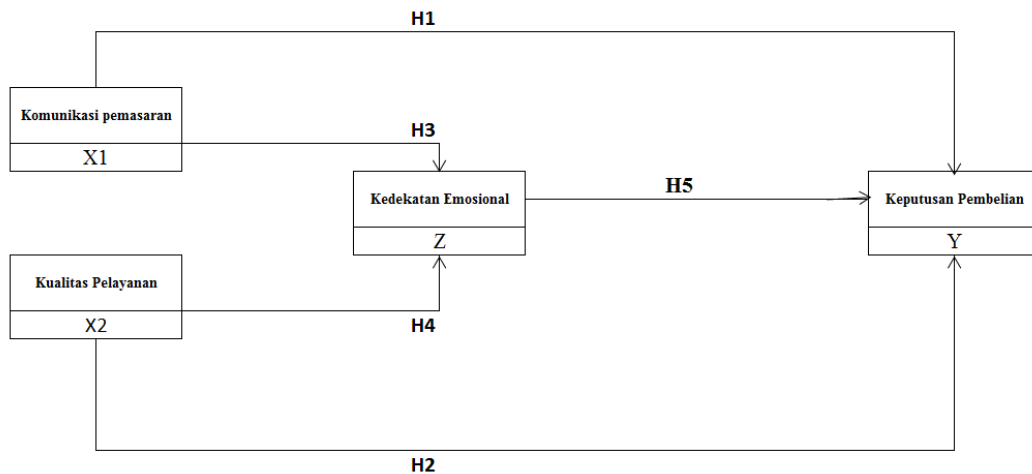 H1
Komunikasi pemasaran
X1
H3
Kedekatan Emosional
Z
H5
Keputusan Pembelian
Y
Kualitas Pelayanan
X2
H4
H2